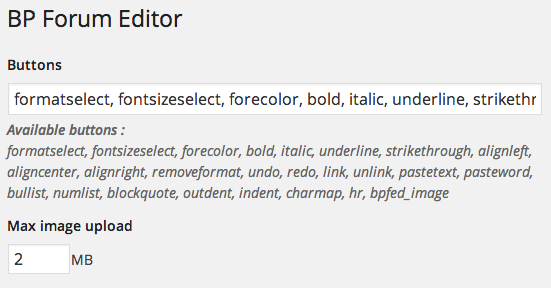 BP Forum Editor
Buttons
formatselect, fontsizeselect, forecolor, bold, italic, underline, strikethr
Available buttons :
formatselect, fontsizeselect, forecolor, bold, italic, underline, strikethrough, alignleft,
aligncenter, alignright, removeformat, undo, redo, link, unlink, pastetext, pasteword,
bullist, numlist, blockquote, outdent, indent, charmap, hr, bpfed_image
Max image upload
2 MB